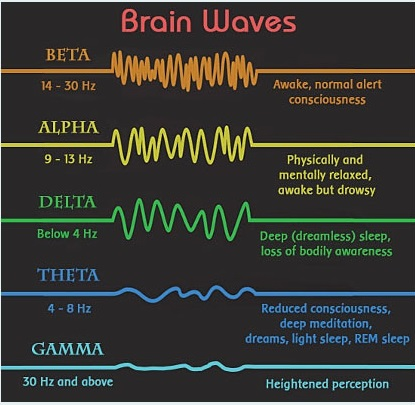 Brain Waves
BETA
14 - 30 Hz
Awake, normal alert
consciousness
ALPHA
9 - 13 Hz
Physically and
mentally relaxed,
awake but drowsy
DELTA
Below 4 Hz
Deep (dreamless) sleep,
loss of bodily awareness
THETA
4 - 8 Hz
Reduced consciousness,
deep meditation,
dreams, light sleep, REM sleep
GAMMA
30 Hz and above
Heightened perception